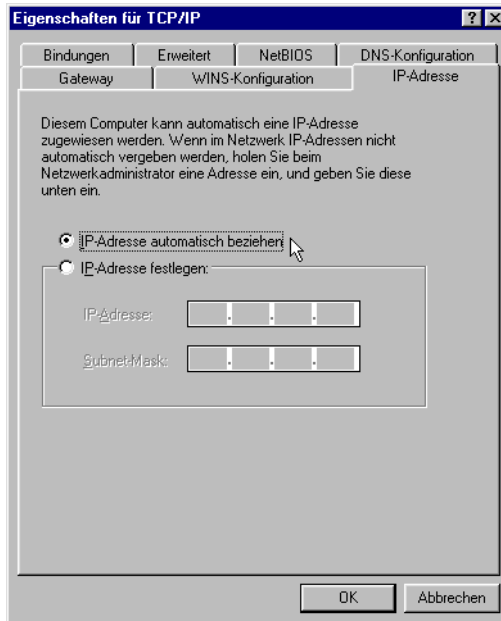 Eigenschaften für TCP/IP
Bindungen Erweitert NetBIOS DNS-Konfiguration
Gateway WINS-Konfiguration IP-Adresse
Diesem Computer kann automatisch eine IP-Adresse
zugewiesen werden. Wenn im Netzwerk IP-Adressen nicht
automatisch vergeben werden, holen Sie beim
Netzwerkadministrator eine Adresse ein, und geben Sie diese
unten ein.
IP-Adresse automatisch beziehen
IP-Adresse festlegen:
IP-Adresse:
Subnet-Mask:
OK Abbrechen